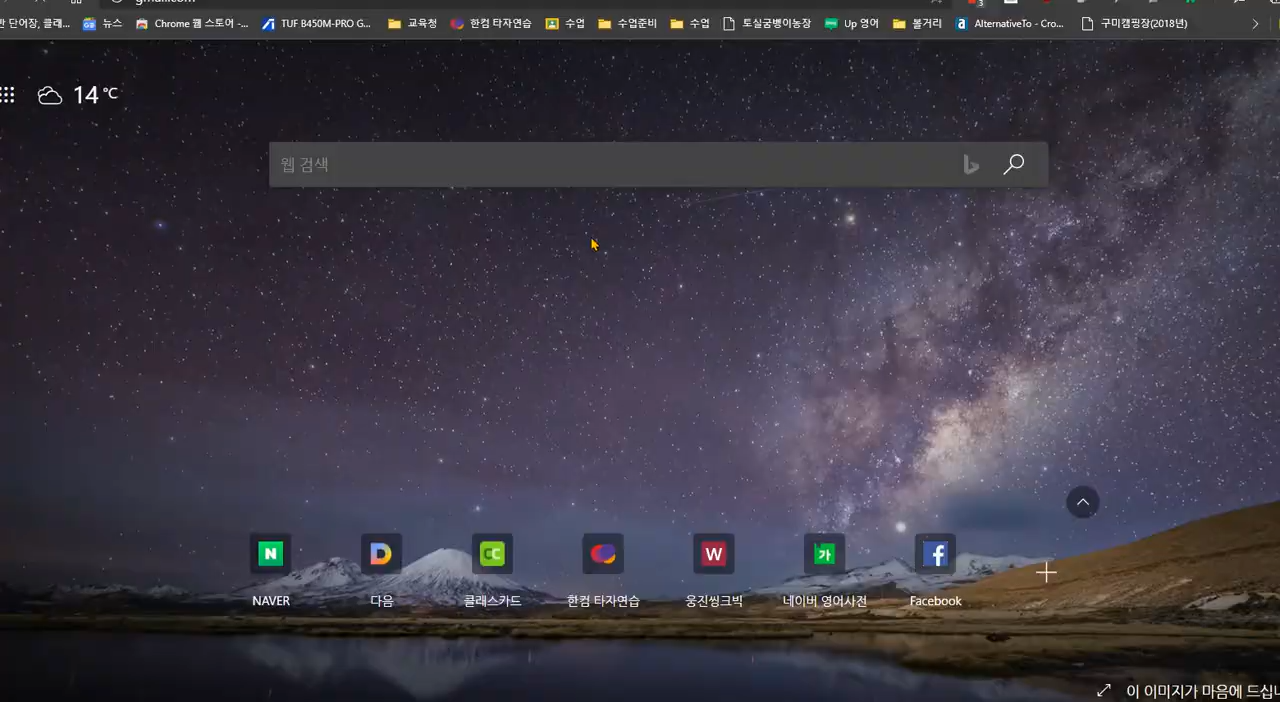 단어장, 클래... 뉴스 Chrome 웹 스토어 -... TUF B450M-PRO G... 교육청 한컴 타자연습 수업 수업준비 수업 토실굼벵이농장 Up 영어 볼거리 AlternativeTo - Cro... 구미캠핑장(2018년)
14 °C
웹 검색
NAVER 다음 클래스카드 한컴 타자연습 웅진씽크빅 네이버 영어사전 Facebook
이 이미지가 마음에 드십니